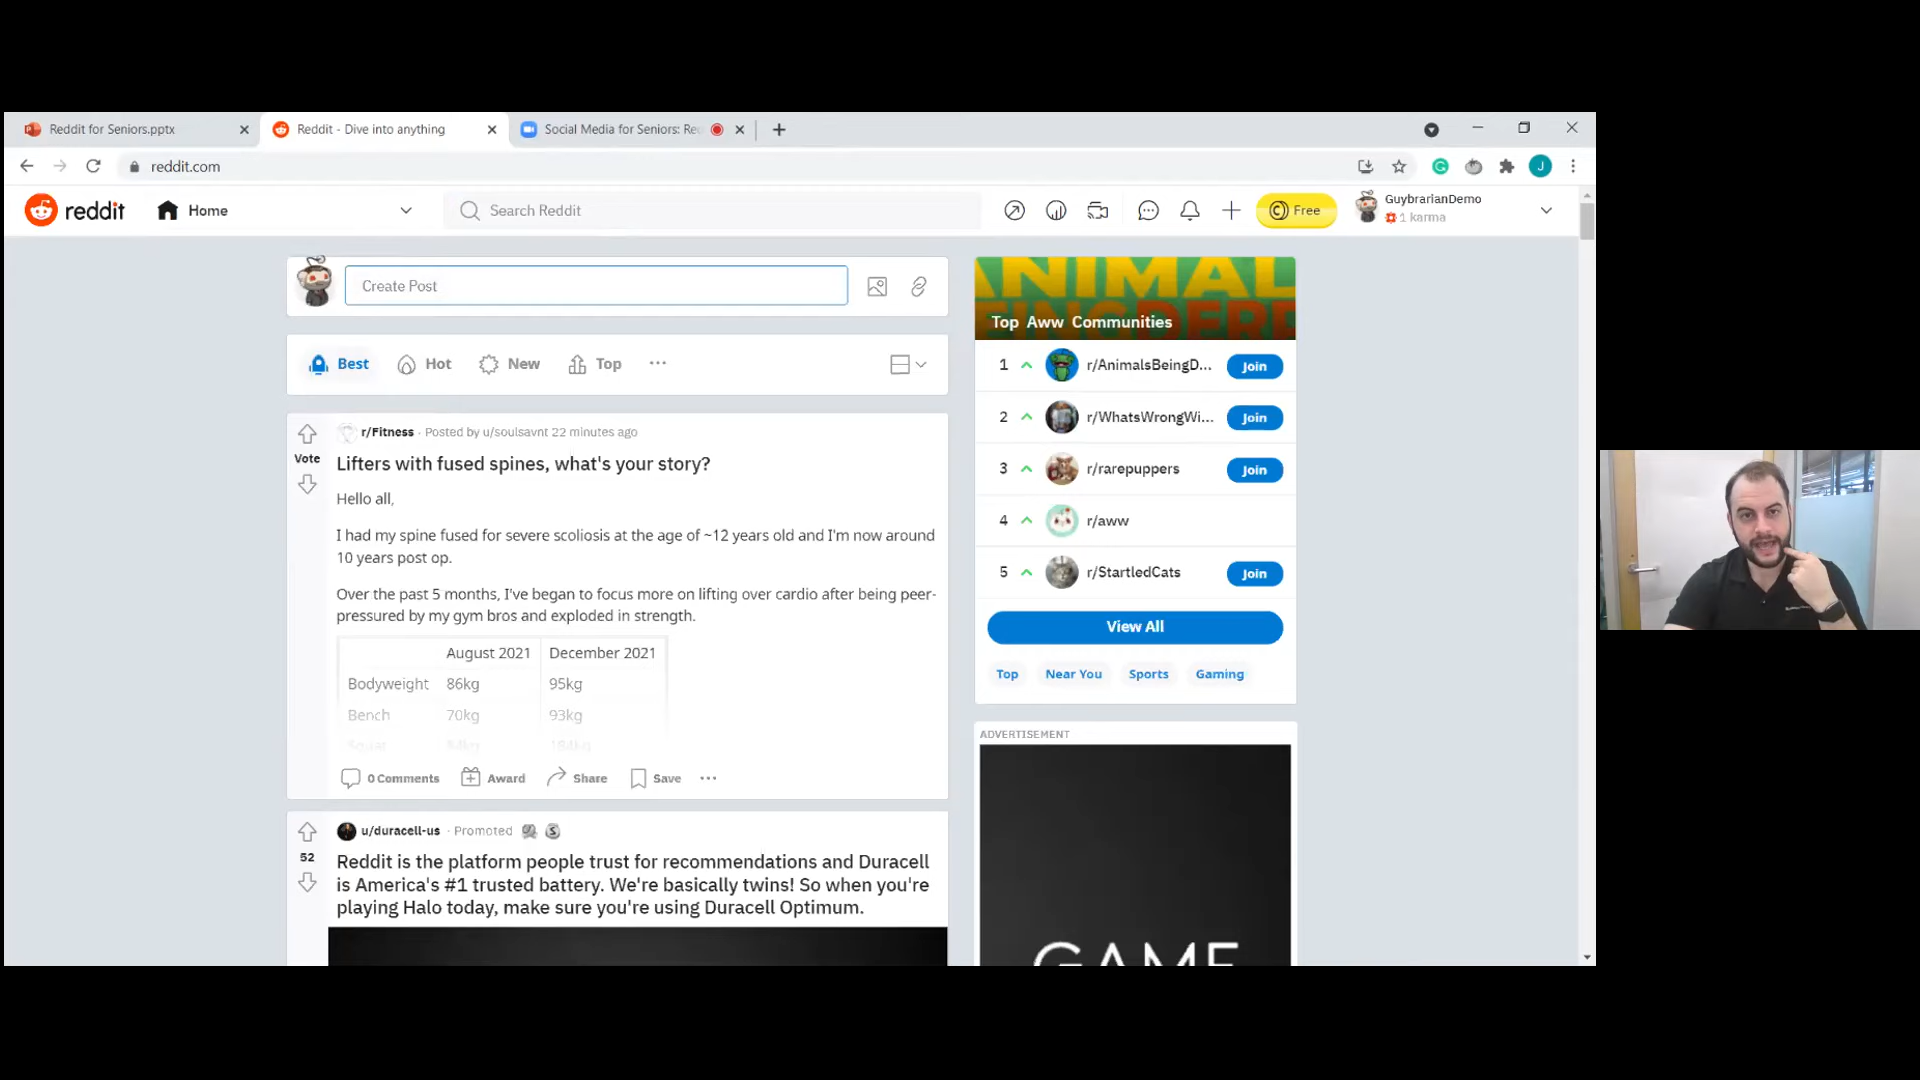 Reddit for Seniors.pptx
Reddit - Dive into anything
Social Media for Seniors: Re
reddit.com
reddit
Home
Search Reddit
Free
GuybrarianDemo
1 karma
Create Post
Best
Hot
New
Top
r/Fitness · Posted by u/soulsavnt 22 minutes ago
Vote
Lifters with fused spines, what's your story?
Hello all,
I had my spine fused for severe scoliosis at the age of ~12 years old and I'm now around
10 years post op.
Over the past 5 months, I've began to focus more on lifting over cardio after being peer-
pressured by my gym bros and exploded in strength.
August 2021 December 2021
Bodyweight 86kg 95kg
Bench 70kg 93kg
Squat 84kg 184kg
0 Comments Award Share Save
u/duracell-us · Promoted
52
Reddit is the platform people trust for recommendations and Duracell
is America's #1 trusted battery. We're basically twins! So when you're
playing Halo today, make sure you're using Duracell Optimum.
ANIMAL
Top Aww Communities
1 r/AnimalsBeingD... Join
2 r/WhatsWrongWi... Join
3 r/rarepuppers Join
4 r/aww
5 r/StartledCats Join
View All
Top Near You Sports Gaming
ADVERTISEMENT
GAME